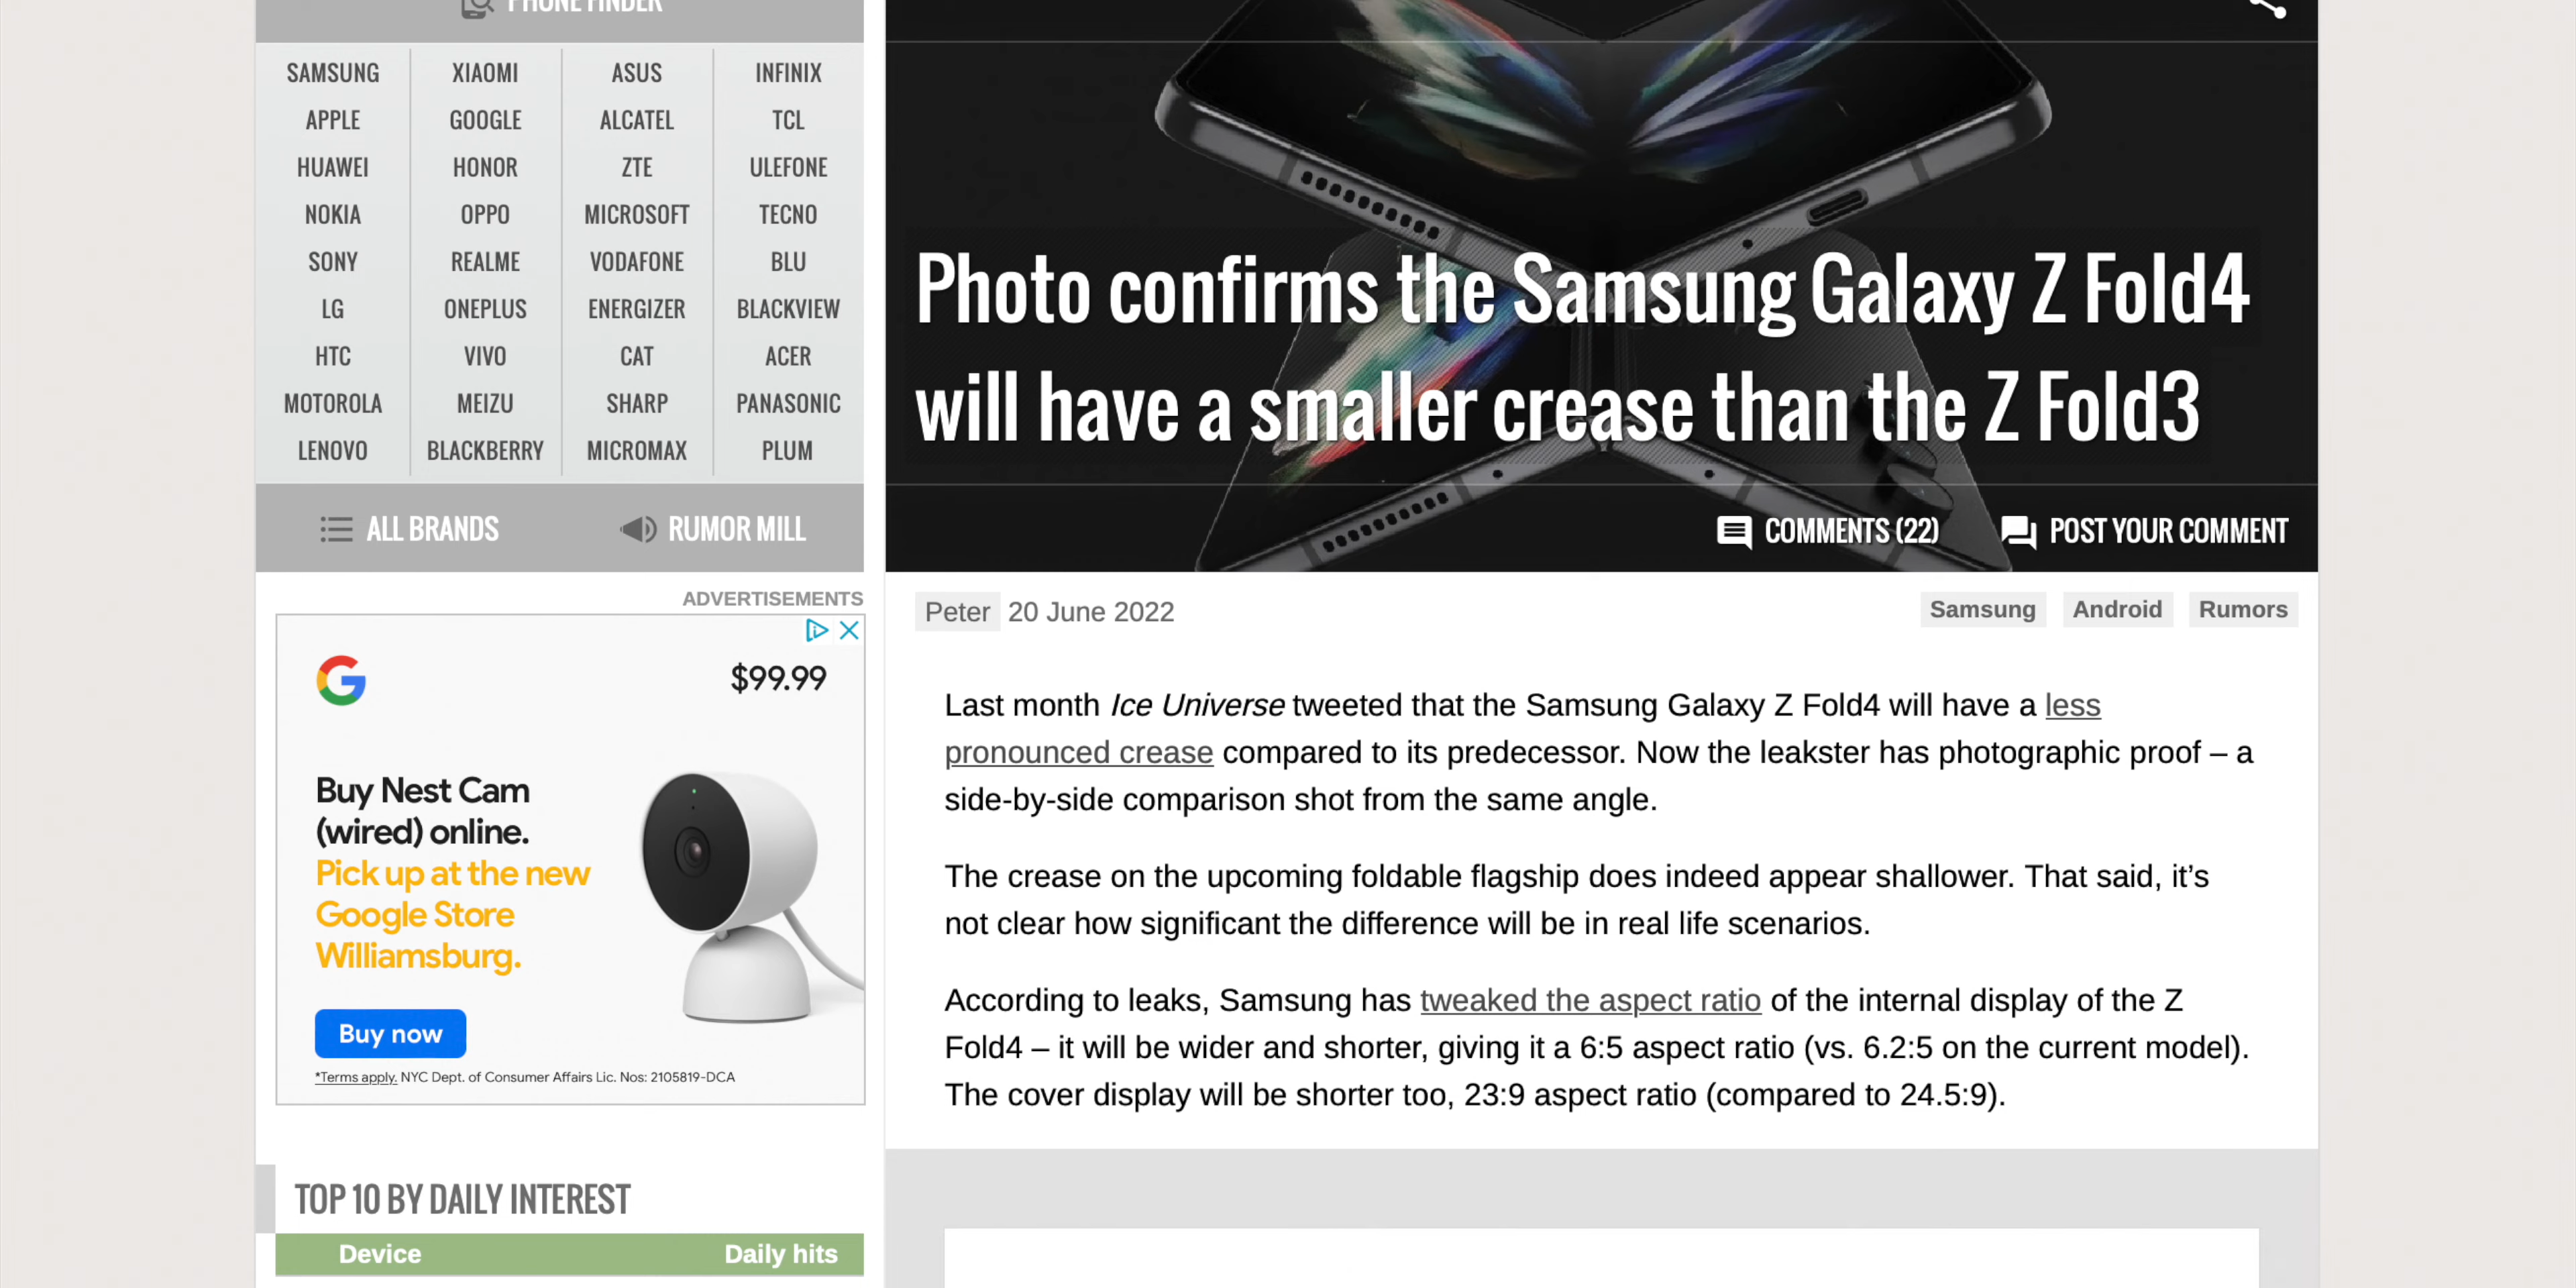 PHONE FINDER
SAMSUNG XIAOMI ASUS INFINIX
APPLE GOOGLE ALCATEL TCL
HUAWEI HONOR ZTE ULEFONE
NOKIA OPPO MICROSOFT TECNO
SONY REALME VODAFONE BLU
LG ONEPLUS ENERGIZER BLACKVIEW
HTC VIVO CAT ACER
MOTOROLA MEIZU SHARP PANASONIC
LENOVO BLACKBERRY MICROMAX PLUM
ALL BRANDS RUMOR MILL
ADVERTISEMENTS
G $99.99
Buy Nest Cam
(wired) online.
Pick up at the new
Google Store
Williamsburg.
Buy now
*Terms apply. NYC Dept. of Consumer Affairs Lic. Nos: 2105819-DCA
TOP 10 BY DAILY INTEREST
Device Daily hits
Photo confirms the Samsung Galaxy Z Fold4
will have a smaller crease than the Z Fold3
COMMENTS (22) POST YOUR COMMENT
Peter 20 June 2022 Samsung Android Rumors
Last month Ice Universe tweeted that the Samsung Galaxy Z Fold4 will have a less
pronounced crease compared to its predecessor. Now the leakster has photographic proof – a
side-by-side comparison shot from the same angle.
The crease on the upcoming foldable flagship does indeed appear shallower. That said, it’s
not clear how significant the difference will be in real life scenarios.
According to leaks, Samsung has tweaked the aspect ratio of the internal display of the Z
Fold4 – it will be wider and shorter, giving it a 6:5 aspect ratio (vs. 6.2:5 on the current model).
The cover display will be shorter too, 23:9 aspect ratio (compared to 24.5:9).